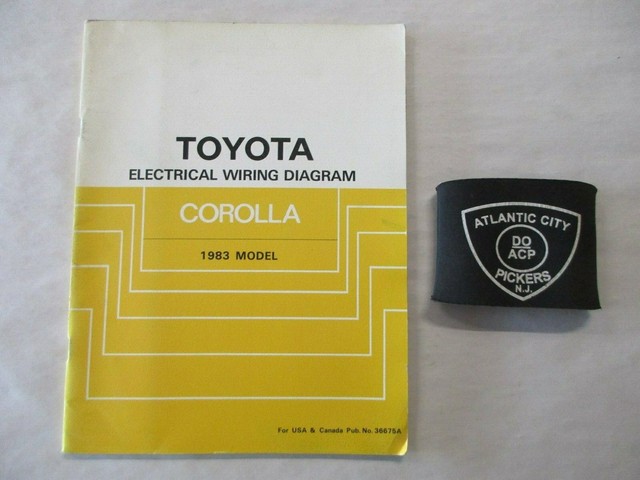 TOYOTA
ELECTRICAL WIRING DIAGRAM
COROLLA
1983 MODEL
For USA & Canada Pub. No. 36675A
ATLANTIC CITY
DO
ACP
PICKERS
N.J.